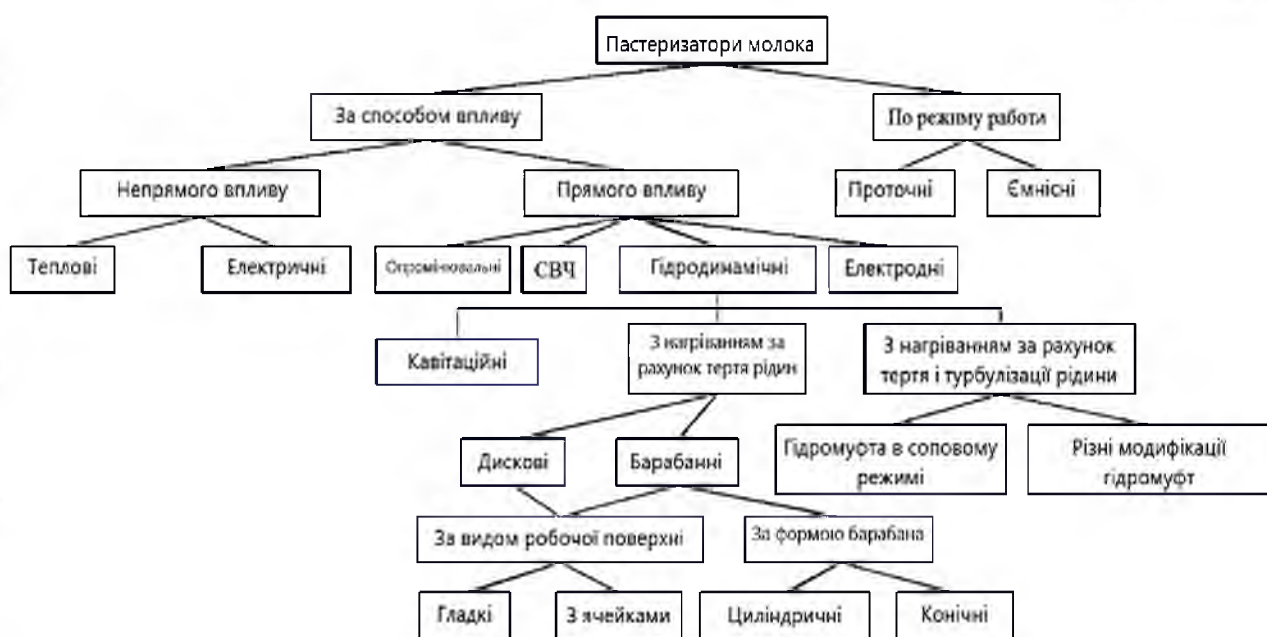 Пастеризатори молока
За способом впливу
По режиму работи
Непрямого впливу
Прямого впливу
Проточні
Ємнісні
Теплові
Електричні
Опромінювальні
СВЧ
Гідродинамічні
Електродні
Кавітаційні
З нагріванням за
рахунок тертя рідин
З нагріванням за рахунок
тертя і турбулізації рідини
Дискові
Барабанні
Гідромуфта в соповому
режимі
Різні модифікації
гідромуфт
За видом робочої поверхні
За формою барабана
Гладкі
З ячейками
Циліндричні
Конічні